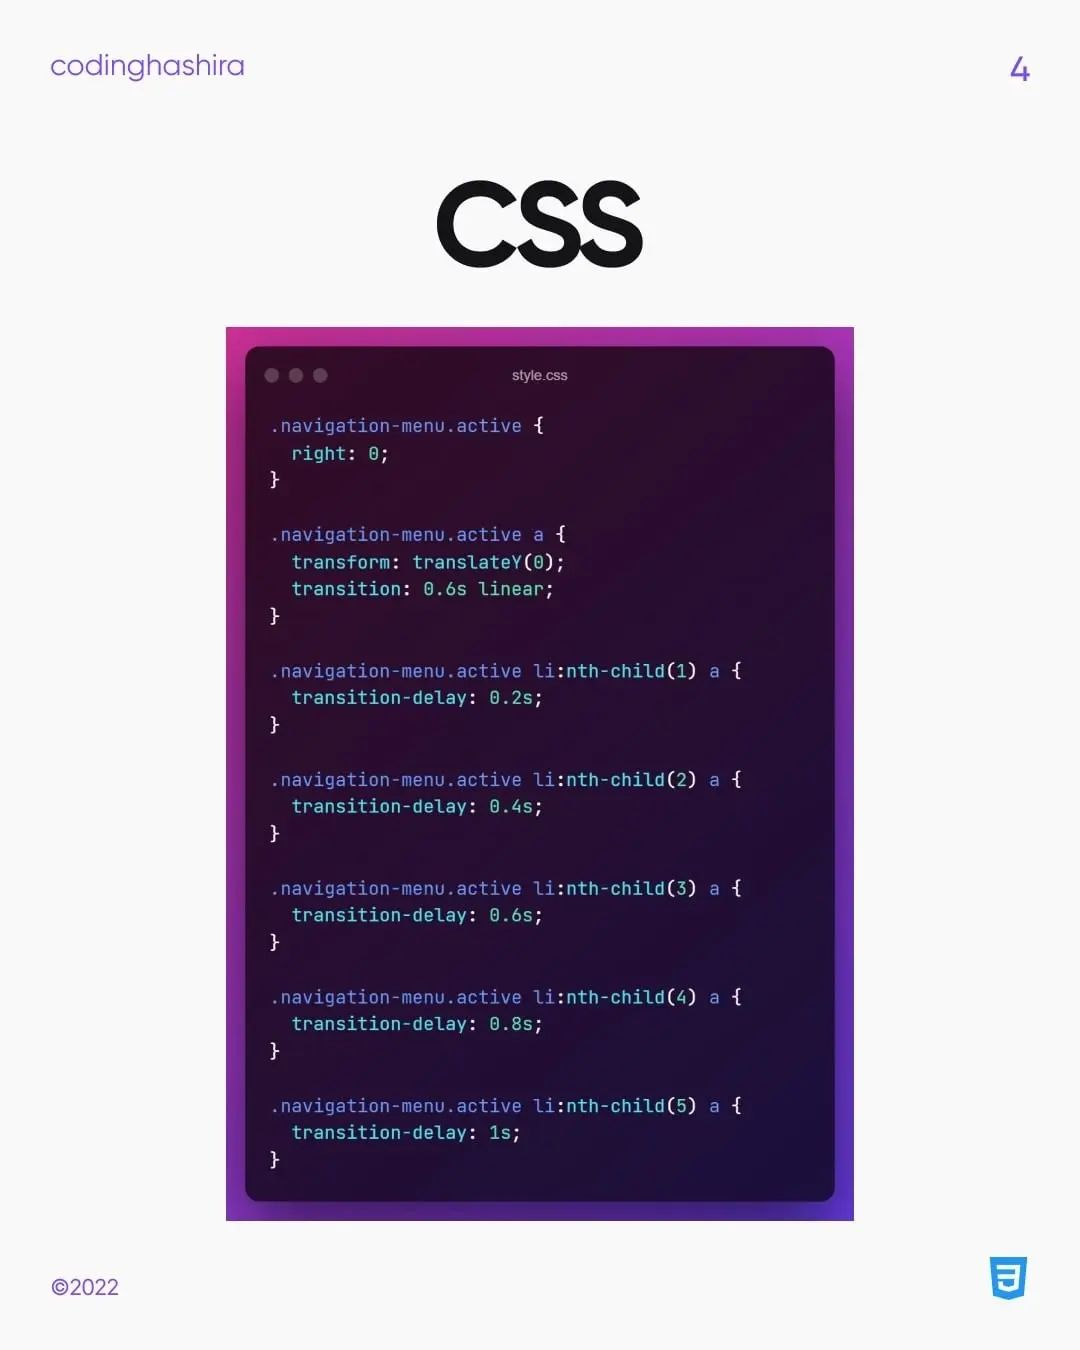 codinghashira
4
CSS
style.css
.navigation-menu.active {
  right: 0;
}
.navigation-menu.active a {
  transform: translateY(0);
  transition: 0.6s linear;
}
.navigation-menu.active li:nth-child(1) a {
  transition-delay: 0.2s;
}
.navigation-menu.active li:nth-child(2) a {
  transition-delay: 0.4s;
}
.navigation-menu.active li:nth-child(3) a {
  transition-delay: 0.6s;
}
.navigation-menu.active li:nth-child(4) a {
  transition-delay: 0.8s;
}
.navigation-menu.active li:nth-child(5) a {
  transition-delay: 1s;
}
©2022